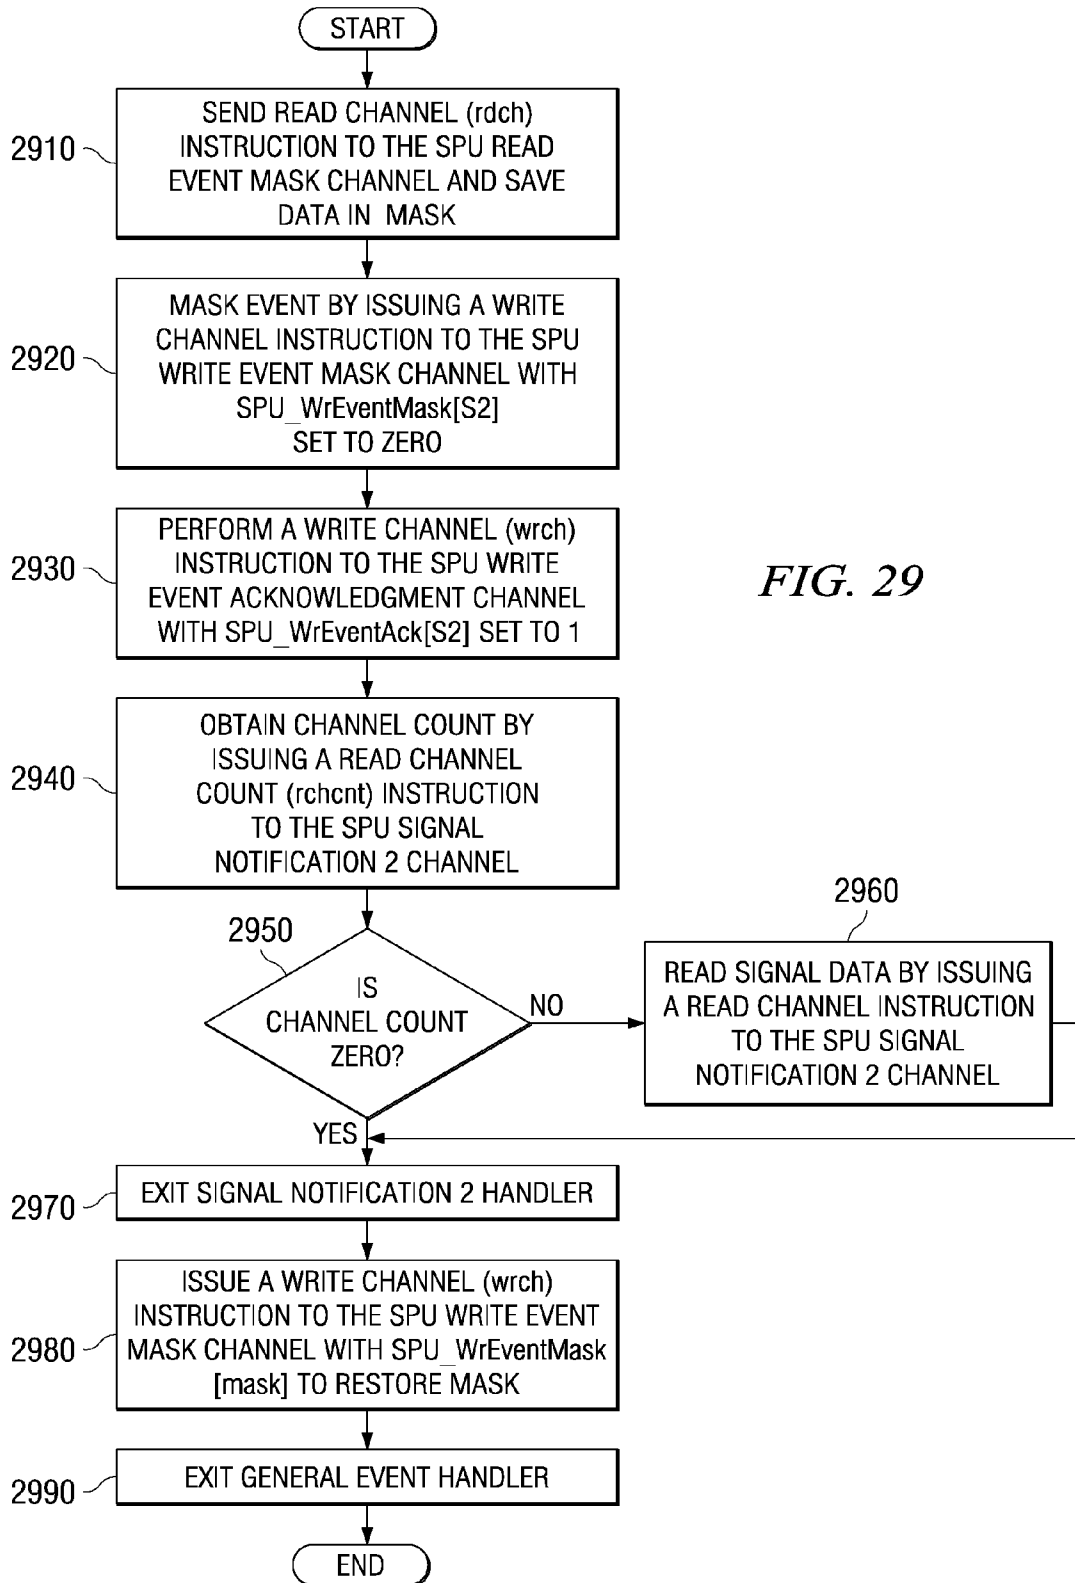 START
2910
SEND READ CHANNEL (rdch)
INSTRUCTION TO THE SPU READ
EVENT MASK CHANNEL AND SAVE
DATA IN MASK
2920
MASK EVENT BY ISSUING A WRITE
CHANNEL INSTRUCTION TO THE SPU
WRITE EVENT MASK CHANNEL WITH
SPU_WrEventMask[S2]
SET TO ZERO
2930
PERFORM A WRITE CHANNEL (wrch)
INSTRUCTION TO THE SPU WRITE
EVENT ACKNOWLEDGMENT CHANNEL
WITH SPU_WrEventAck[S2] SET TO 1
FIG. 29
2940
OBTAIN CHANNEL COUNT BY
ISSUING A READ CHANNEL
COUNT (rchcnt) INSTRUCTION
TO THE SPU SIGNAL
NOTIFICATION 2 CHANNEL
2950
IS
CHANNEL COUNT
ZERO?
NO
2960
READ SIGNAL DATA BY ISSUING
A READ CHANNEL INSTRUCTION
TO THE SPU SIGNAL
NOTIFICATION 2 CHANNEL
YES
2970
EXIT SIGNAL NOTIFICATION 2 HANDLER
2980
ISSUE A WRITE CHANNEL (wrch)
INSTRUCTION TO THE SPU WRITE EVENT
MASK CHANNEL WITH SPU_WrEventMask
[mask] TO RESTORE MASK
2990
EXIT GENERAL EVENT HANDLER
END